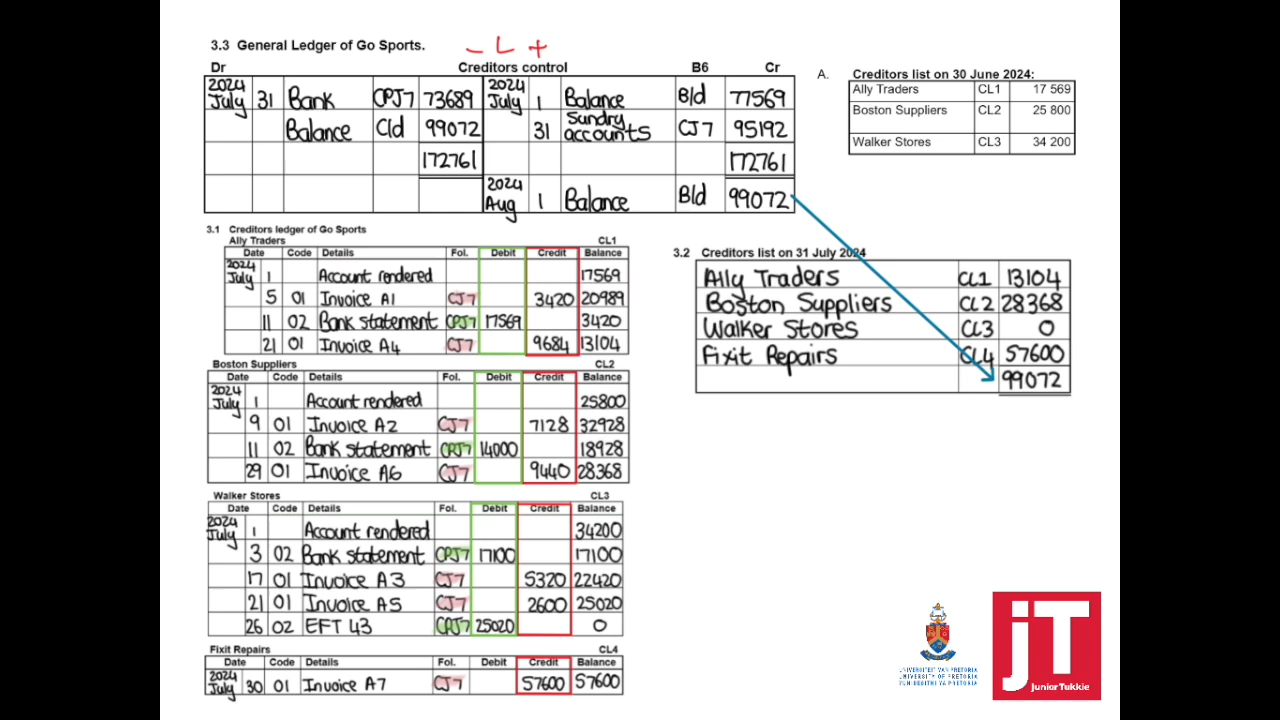 3.3 General Ledger of Go Sports. - L +
Dr Creditors control B6 Cr
2024 July 31 Bank CPJ7 73689 2024 July 1 Balance B/d 77569
Balance C/d 99072 31 Sundry accounts CJ7 95192
172761 172761
2024 Aug 1 Balance B/d 99072
A. Creditors list on 30 June 2024:
Ally Traders CL1 17 569
Boston Suppliers CL2 25 800
Walker Stores CL3 34 200
3.1 Creditors ledger of Go Sports
Ally Traders CL1
Date Code Details Fol. Debit Credit Balance
2024 July 1 Account rendered 17569
5 01 Invoice A1 CJ7 3420 20989
11 02 Bank statement CPJ7 17569 3420
21 01 Invoice A4 CJ7 9684 13104
Boston Suppliers CL2
Date Code Details Fol. Debit Credit Balance
2024 July 1 Account rendered 25800
9 01 Invoice A2 CJ7 7128 32928
11 02 Bank statement CPJ7 14000 18928
29 01 Invoice A6 CJ7 9440 28368
Walker Stores CL3
Date Code Details Fol. Debit Credit Balance
2024 July 1 Account rendered 34200
3 02 Bank statement CPJ7 17100 17100
17 01 Invoice A3 CJ7 5320 22420
21 01 Invoice A5 CJ7 2600 25020
26 02 EFT 43 CPJ7 25020 0
Fixit Repairs CL4
Date Code Details Fol. Debit Credit Balance
2024 July 30 01 Invoice A7 CJ7 57600 57600
3.2 Creditors list on 31 July 2024
Ally Traders CL1 13104
Boston Suppliers CL2 28368
Walker Stores CL3 0
Fixit Repairs CL4 57600
99072
UNIVERSITEIT VAN PRETORIA
UNIVERSITY OF PRETORIA
YUNIBESITHI YA PRETORIA
jT
Junior Tukkie